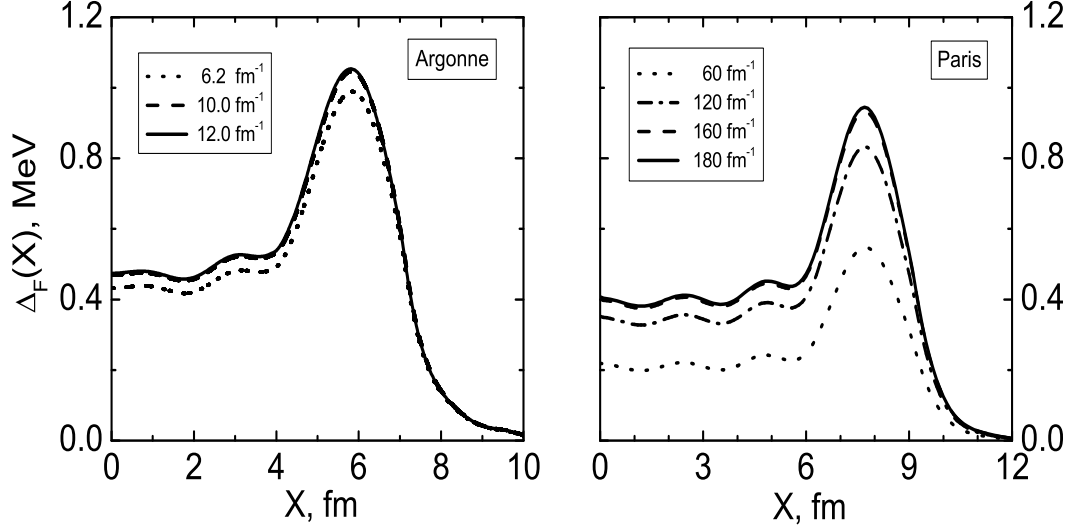 1.2
0.8
0.4
0.0
Δ_F(X), MeV
6.2 fm⁻¹
10.0 fm⁻¹
12.0 fm⁻¹
Argonne
0 2 4 6 8 10
X, fm
60 fm⁻¹
120 fm⁻¹
160 fm⁻¹
180 fm⁻¹
Paris
1.2
0.8
0.4
0.0
0 3 6 9 12
X, fm